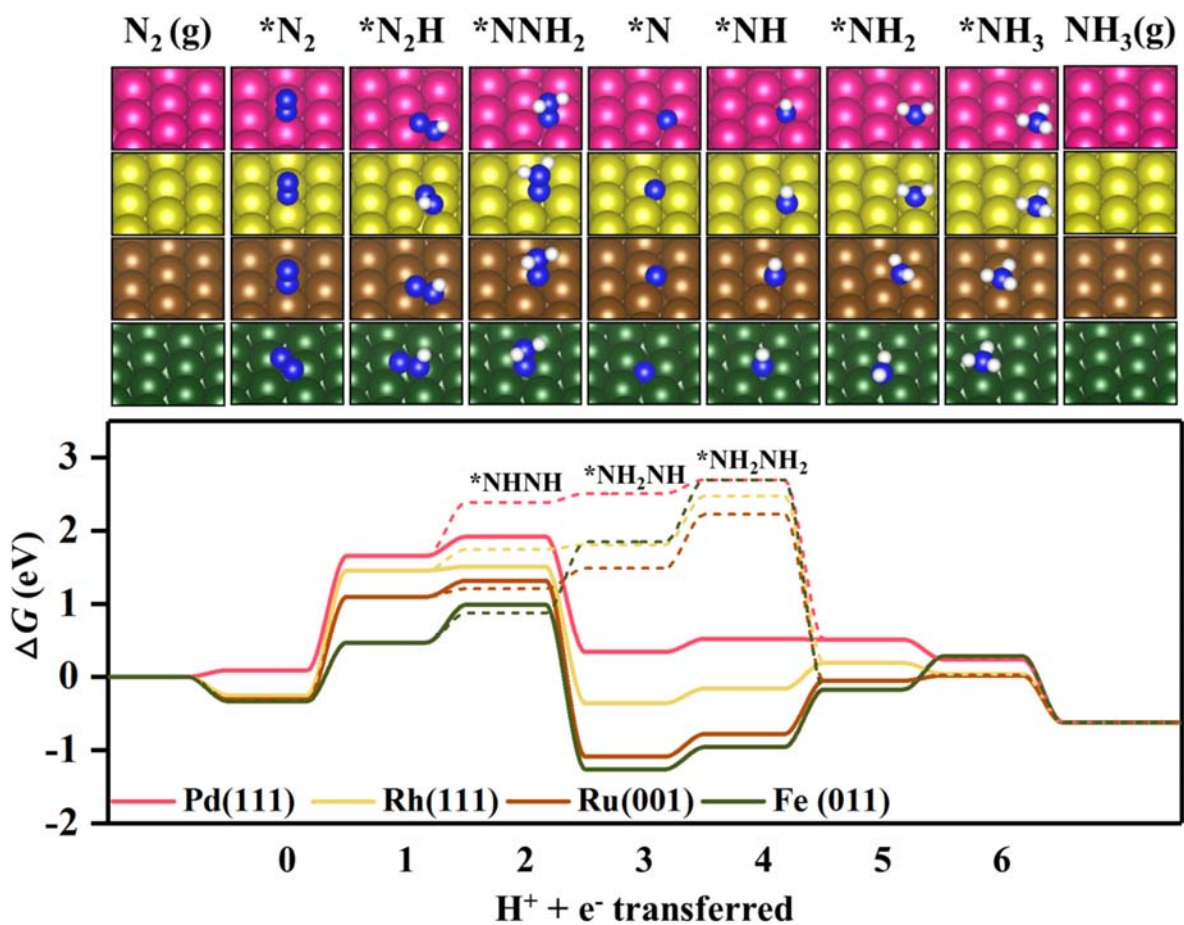 N₂ (g) *N₂ *N₂H *NNH₂ *N *NH *NH₂ *NH₃ NH₃(g)
3
2
1
0
-1
-2
ΔG (eV)
*NHNH *NH₂NH *NH₂NH₂
Pd(111) Rh(111) Ru(001) Fe (011)
0 1 2 3 4 5 6
H⁺ + e⁻ transferred